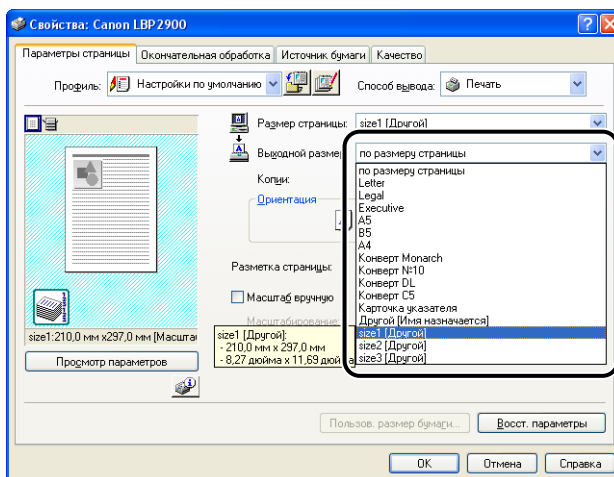 Свойства: Canon LBP2900
Параметры страницы
Окончательная обработка
Источник бумаги
Качество
Профиль:
Настройки по умолчанию
Способ вывода:
Печать
Размер страницы:
size1 [Другой]
Выходной разме
по размеру страницы
по размеру страницы
Letter
Legal
Executive
A5
B5
A4
Конверт Monarch
Конверт №10
Конверт DL
Конверт C5
Карточка указателя
Другой [Имя назначается]
size1 [Другой]
size2 [Другой]
size3 [Другой]
Копии:
Ориентация
Разметка страницы:
Масштаб вручную
Масштабирование:
size1 [Другой]:
- 210,0 мм x 297,0 мм
- 8,27 дюйма x 11,69 дюйма
size1:210,0 мм x297,0 мм [Масшта
Просмотр параметров
Пользов. размер бумаги...
Восст. параметры
OK
Отмена
Справка